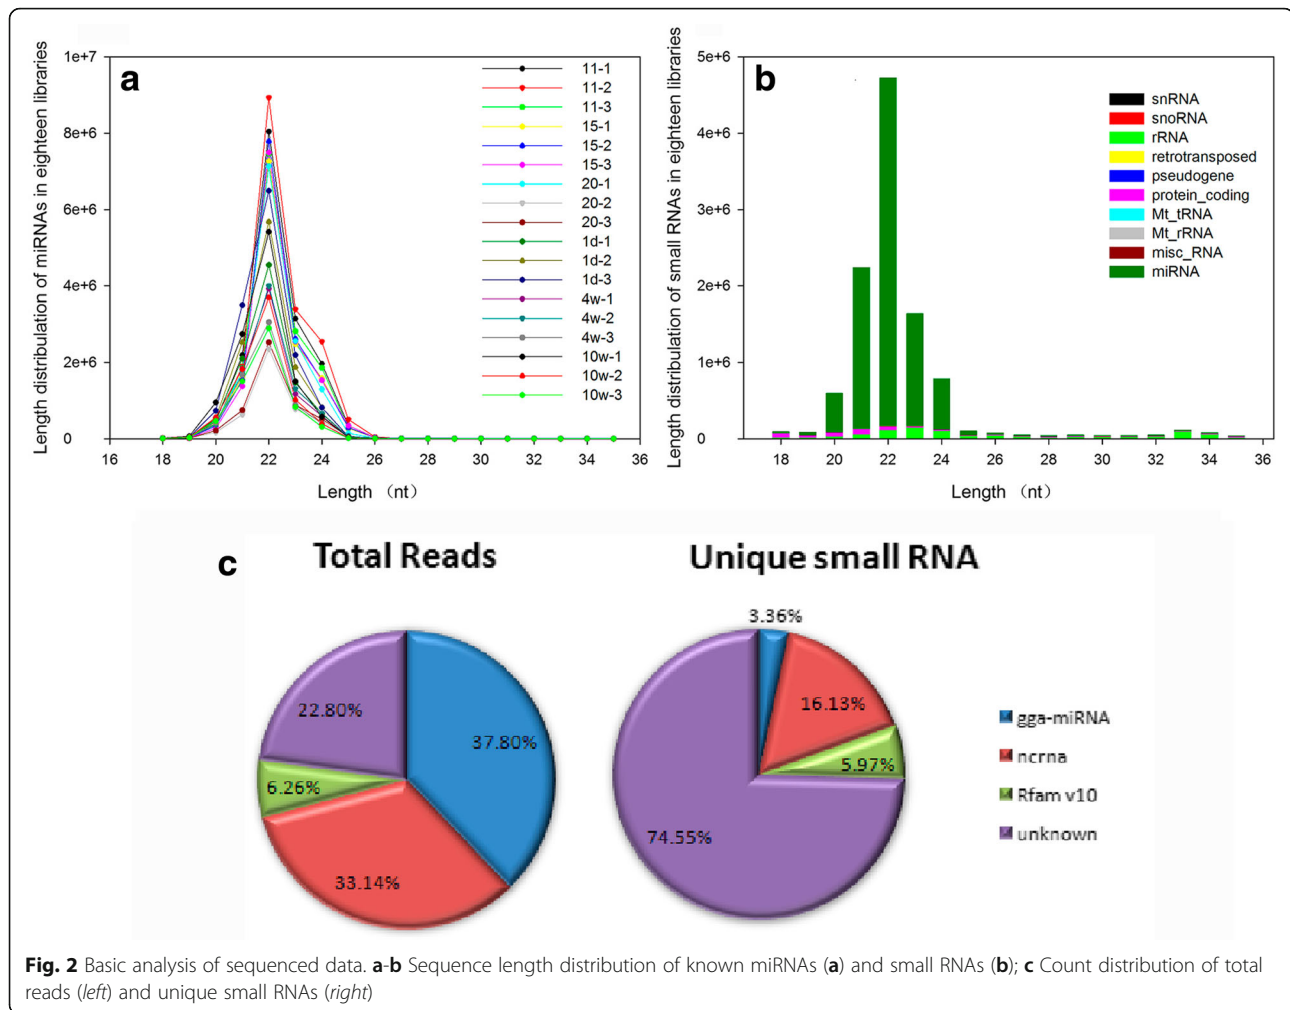 a
Length distribution of miRNAs in eighteen libraries
1e+7
8e+6
6e+6
4e+6
2e+6
0
16 18 20 22 24 26 28 30 32 34 36
Length (nt)
11-1
11-2
11-3
15-1
15-2
15-3
20-1
20-2
20-3
1d-1
1d-2
1d-3
4w-1
4w-2
4w-3
10w-1
10w-2
10w-3
b
Length distribulation of small RNAs in eighteen libraries
5e+6
4e+6
3e+6
2e+6
1e+6
0
18 20 22 24 26 28 30 32 34 36
Length (nt)
snRNA
snoRNA
rRNA
retrotransposed
pseudogene
protein_coding
Mt_tRNA
Mt_rRNA
misc_RNA
miRNA
c
Total Reads
22.80%
37.80%
6.26%
33.14%
Unique small RNA
3.36%
16.13%
5.97%
74.55%
gga-miRNA
ncrna
Rfam v10
unknown
Fig. 2 Basic analysis of sequenced data. a-b Sequence length distribution of known miRNAs (a) and small RNAs (b); c Count distribution of total
reads (left) and unique small RNAs (right)